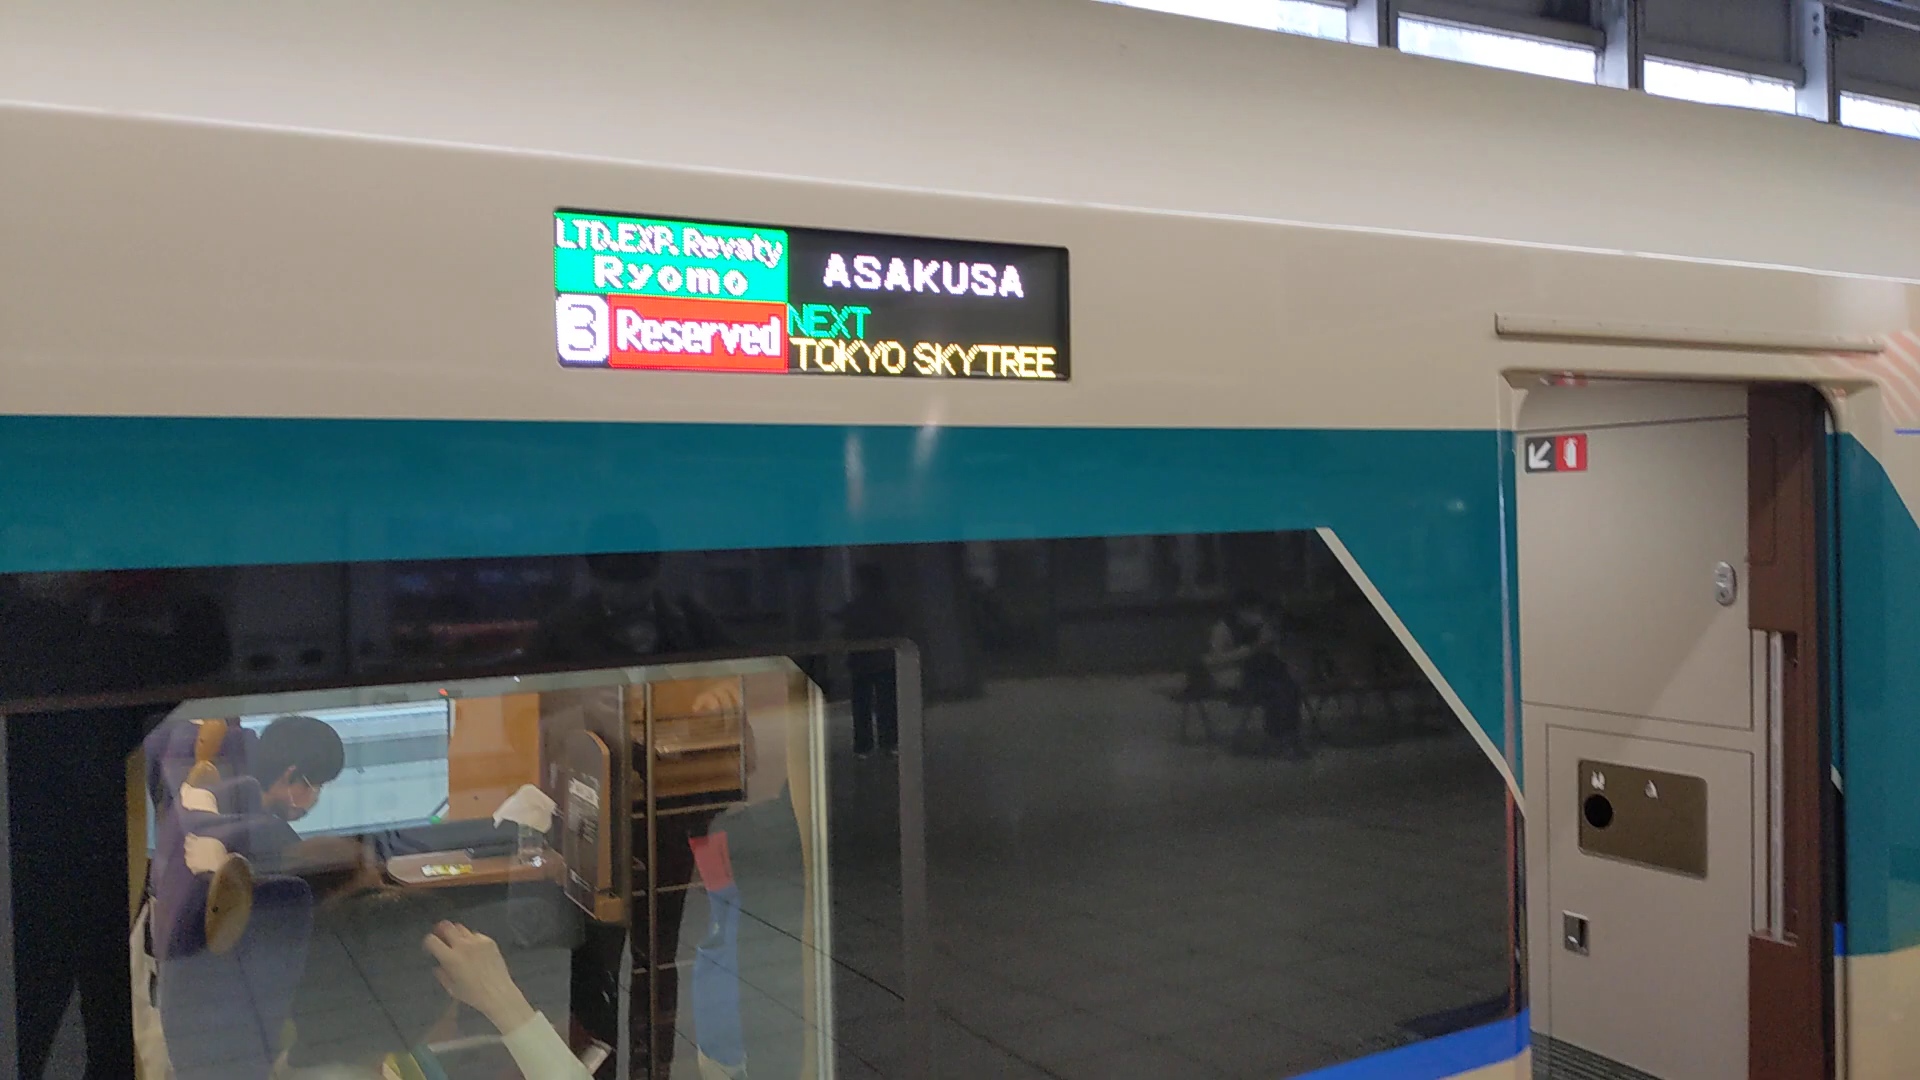 LTD.EXP. Revaty
Ryomo
3 Reserved
ASAKUSA
NEXT
TOKYO SKYTREE